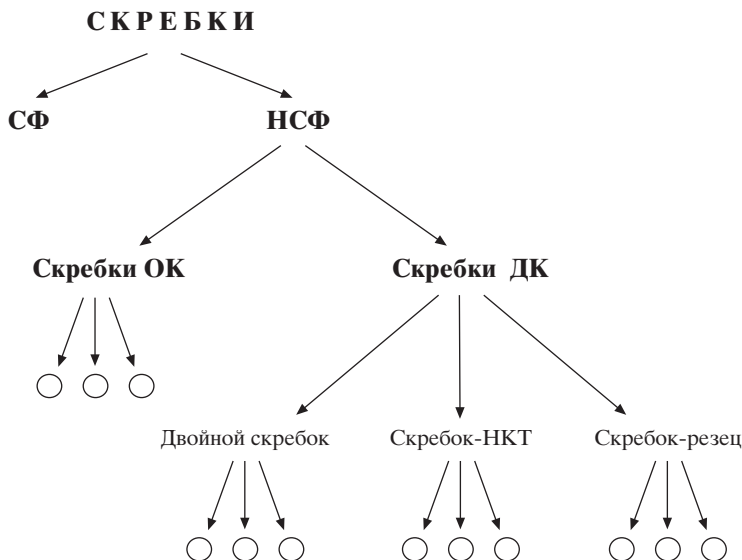 СКРЕБКИ
СФ НСФ
Скребки ОК Скребки ДК
Двойной скребок Скребок-НКТ Скребок-резец